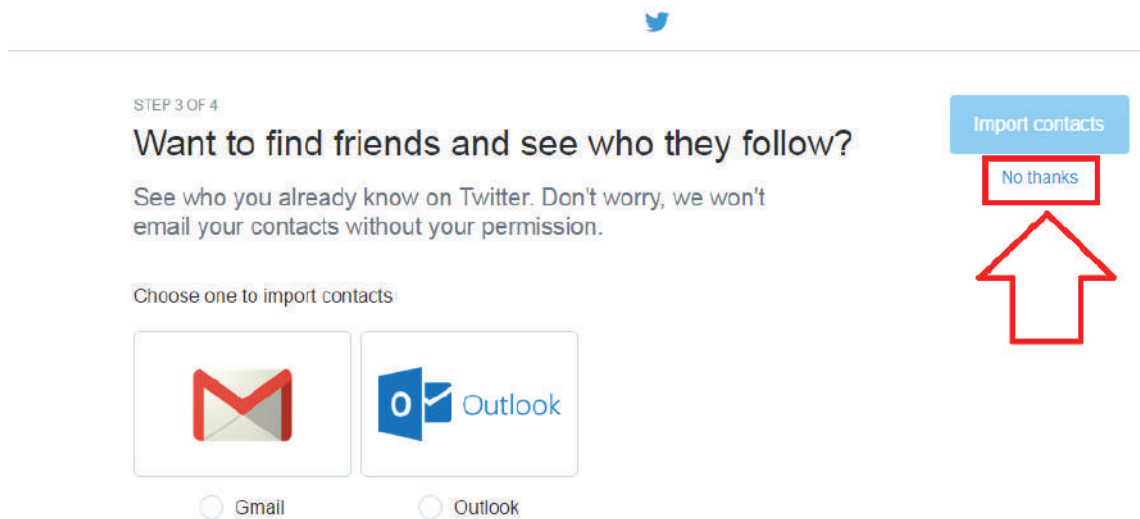 STEP 3 OF 4
Want to find friends and see who they follow?
See who you already know on Twitter. Don't worry, we won't
email your contacts without your permission.
Import contacts
No thanks
Choose one to import contacts
O Outlook
Gmail
Outlook